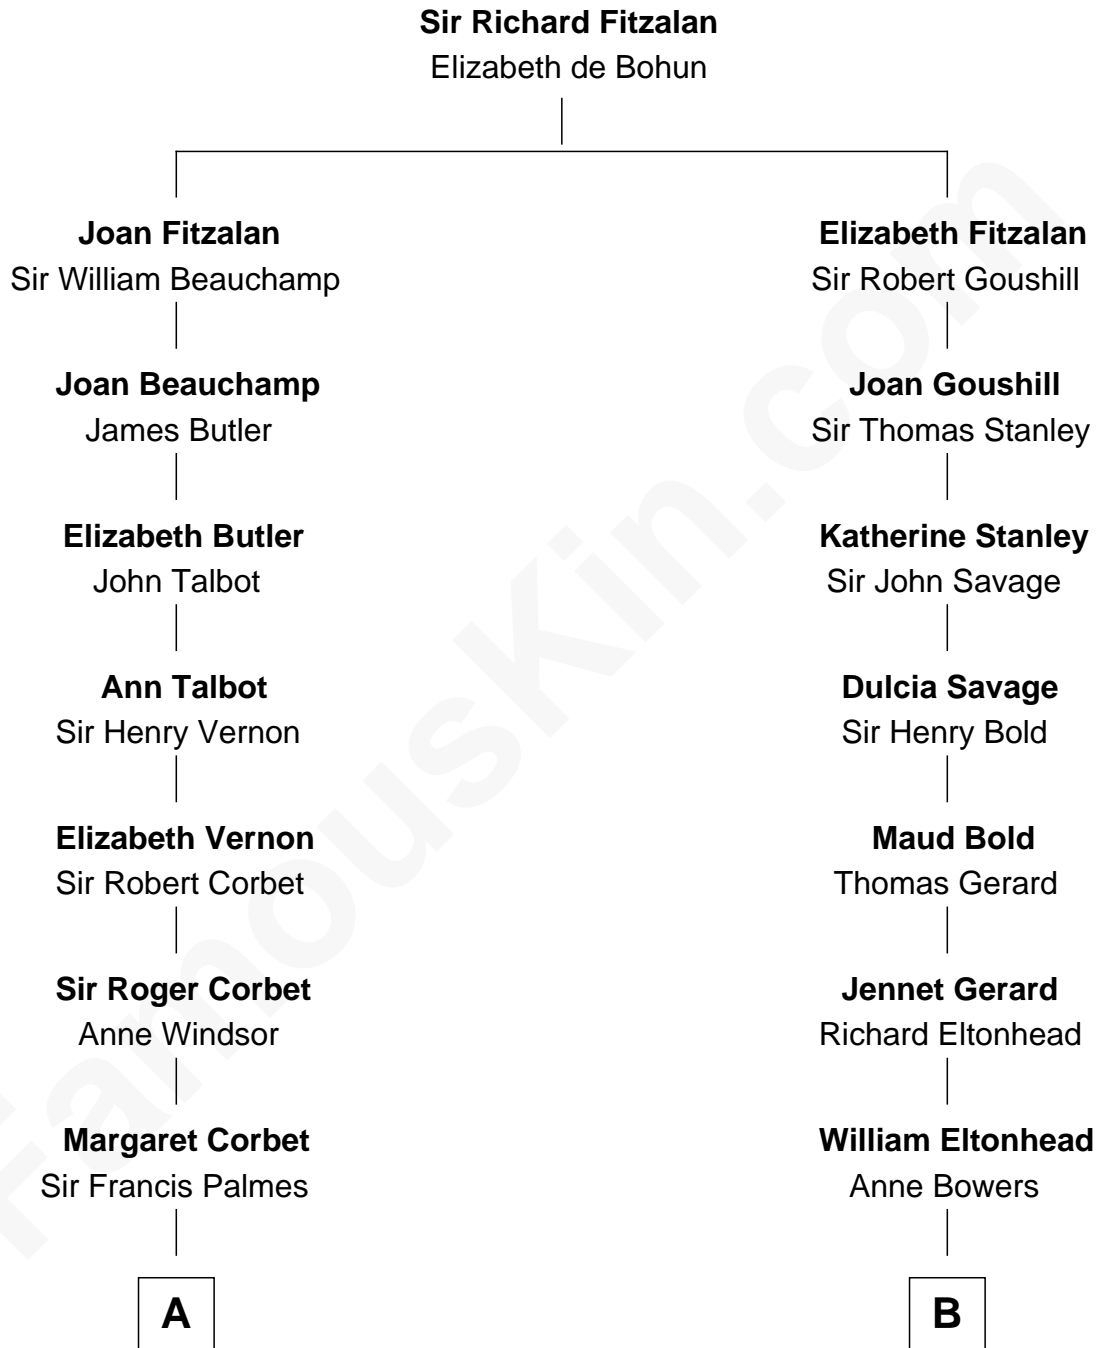 Sir Richard Fitzalan
Elizabeth de Bohun
Joan Fitzalan
Sir William Beauchamp
Elizabeth Fitzalan
Sir Robert Goushill
Joan Beauchamp
James Butler
Joan Goushill
Sir Thomas Stanley
Elizabeth Butler
John Talbot
Katherine Stanley
Sir John Savage
Ann Talbot
Sir Henry Vernon
Dulcia Savage
Sir Henry Bold
Elizabeth Vernon
Sir Robert Corbet
Maud Bold
Thomas Gerard
Sir Roger Corbet
Anne Windsor
Jennet Gerard
Richard Eltonhead
Margaret Corbet
Sir Francis Palmes
William Eltonhead
Anne Bowers
A
B
FamousKin.com